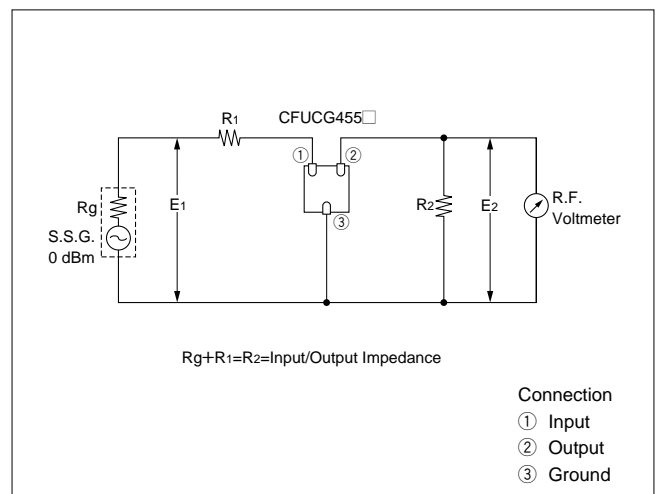 R1
CFUCG455□
① ②
Rg
E1
R2
E2
R.F.
Voltmeter
S.S.G.
0 dBm
③
Rg+R1=R2=Input/Output Impedance
Connection
① Input
② Output
③ Ground